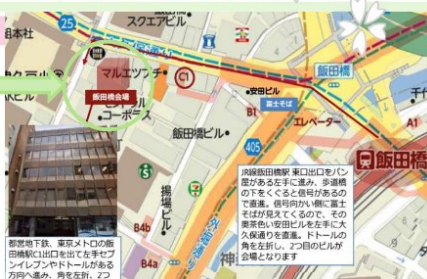 スクエアビル
飯田橋
25
組本社
マルエツプチ
C1
飯田橋会場
コーポラス
安田ビル
富士そば
飯田橋
B1
エレベーター
A1
飯田橋ビル
405
飯田橋
揚場ビル
B4b
B4a
JR線飯田橋駅 東口出口をパン
屋がある左手に進み、歩道橋
の下をくぐると信号があるの
で直進。信号向かい側に富士
そばが見えてくるので、その
奥茶色い安田ビルを左手に大
久保通りを直進。ドトールの
角を左折し、2つ目のビルが
会場となります
都営地下鉄、東京メトロの飯
田橋駅C1出口を出て左手セブ
ンイレブンやドトールがある
方向へ進み、角を左折、2つ